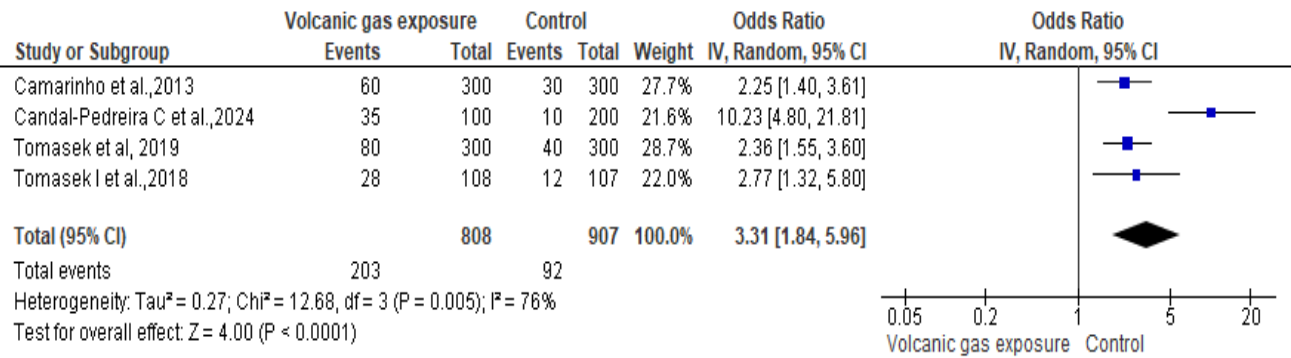 Volcanic gas exposure Control Odds Ratio Odds Ratio
Study or Subgroup Events Total Events Total Weight IV, Random, 95% CI IV, Random, 95% CI
Camarinho et al.,2013 60 300 30 300 27.7% 2.25 [1.40, 3.61]
Candal-Pedreira C et al.,2024 35 100 10 200 21.6% 10.23 [4.80, 21.81]
Tomasek et al, 2019 80 300 40 300 28.7% 2.36 [1.55, 3.60]
Tomasek I et al.,2018 28 108 12 107 22.0% 2.77 [1.32, 5.80]
Total (95% CI) 808 907 100.0% 3.31 [1.84, 5.96]
Total events 203 92
Heterogeneity: Tau² = 0.27; Chi² = 12.68, df = 3 (P = 0.005); I² = 76%
Test for overall effect: Z = 4.00 (P < 0.0001)
0.05 0.2 1 5 20
Volcanic gas exposure Control